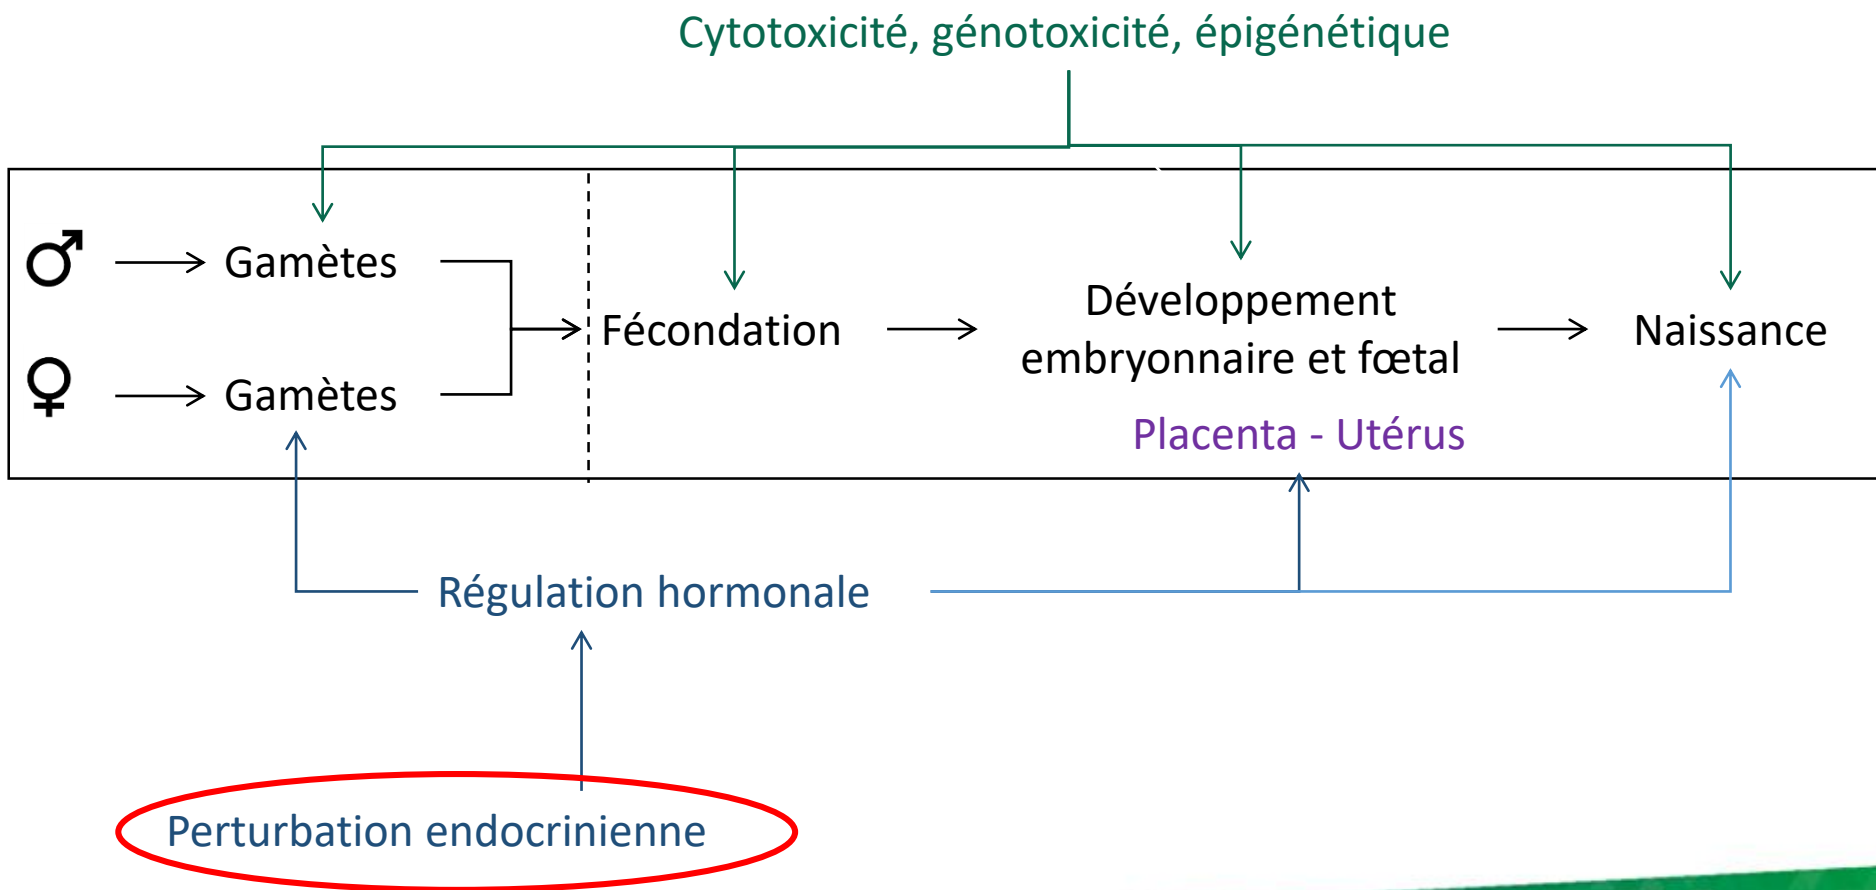 Cytotoxicité, génotoxicité, épigénétique
Gamètes
Gamètes
Fécondation
Développement
embryonnaire et fœtal
Placenta - Utérus
Naissance
Régulation hormonale
Perturbation endocrinienne